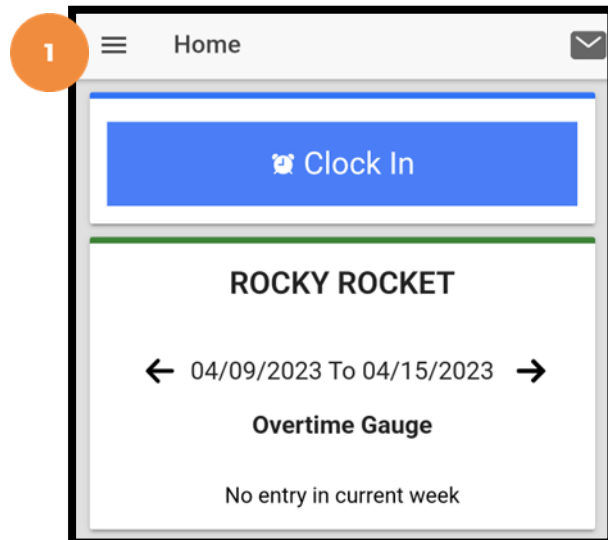 1
Home
Clock In
ROCKY ROCKET
04/09/2023 To 04/15/2023
Overtime Gauge
No entry in current week